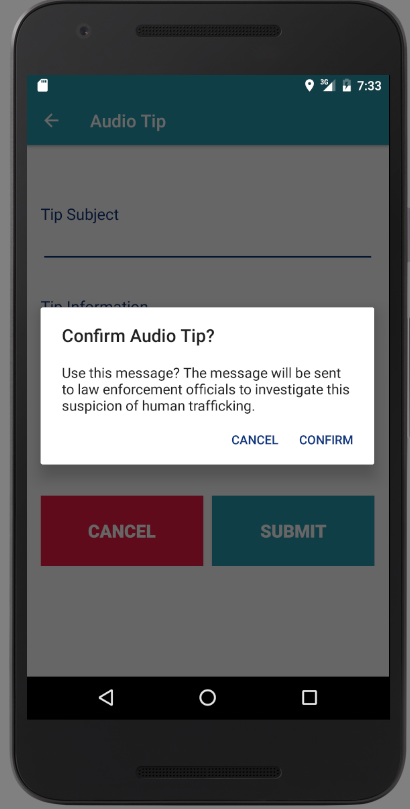 3G 7:33
Audio Tip
Tip Subject
Tip Information
Confirm Audio Tip?
Use this message? The message will be sent
to law enforcement officials to investigate this
suspicion of human trafficking.
CANCEL CONFIRM
CANCEL SUBMIT